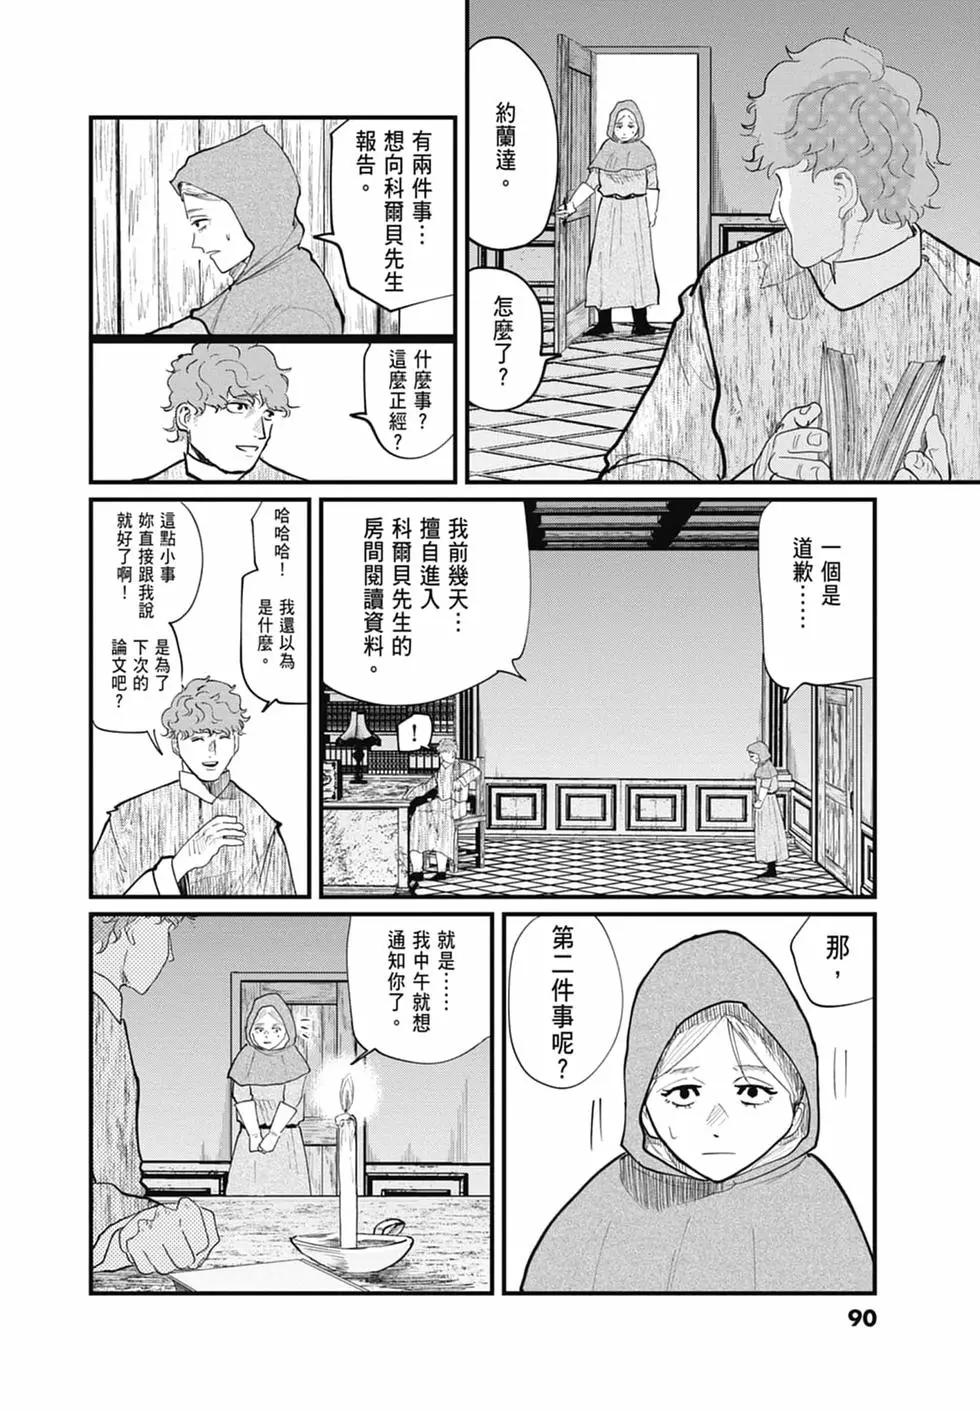 約蘭達。
怎麼了？
有兩件事…
想向科爾貝先生
報告。
什麼事？
這麼正經？
一個是
道歉……
我前幾天…
擅自進入
科爾貝先生的
房間閱讀資料。
！
哈哈哈！ 我還以為
是什麼。
這點小事
妳直接跟我說
就好了啊！
是為了
下次的
論文吧？
那，
第二件事呢？
就是……
我中午就想
通知你了。
90